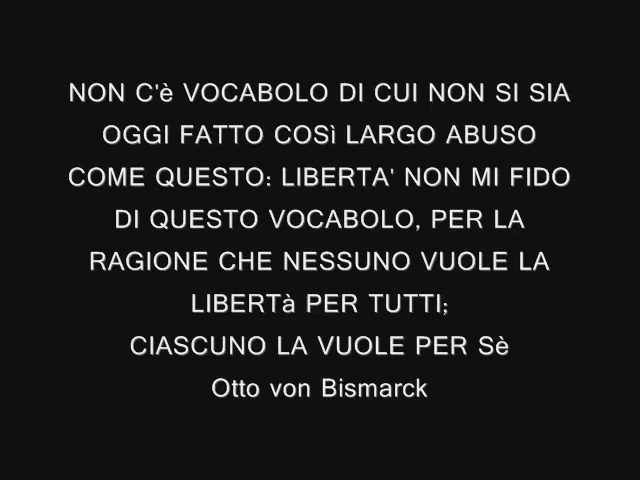 NON C'è VOCABOLO DI CUI NON SI SIA
OGGI FATTO COSì LARGO ABUSO
COME QUESTO: LIBERTA' NON MI FIDO
DI QUESTO VOCABOLO, PER LA
RAGIONE CHE NESSUNO VUOLE LA
LIBERTà PER TUTTI;
CIASCUNO LA VUOLE PER Sè
Otto von Bismarck